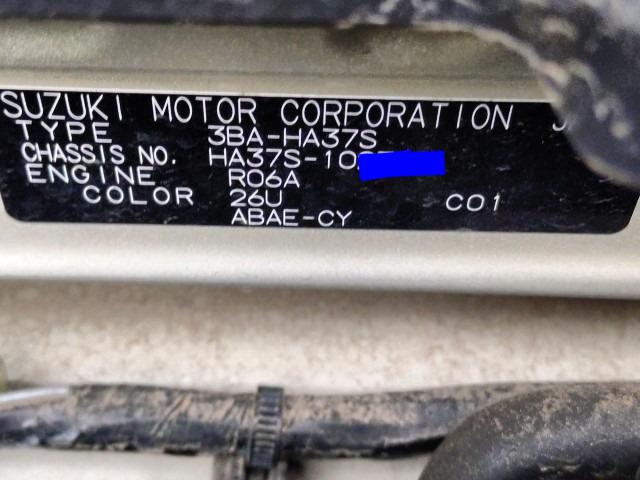 SUZUKI MOTOR CORPORATION
TYPE 3BA-HA37S
CHASSIS NO. HA37S-10
ENGINE R06A
COLOR 26U C01
ABAE-CY